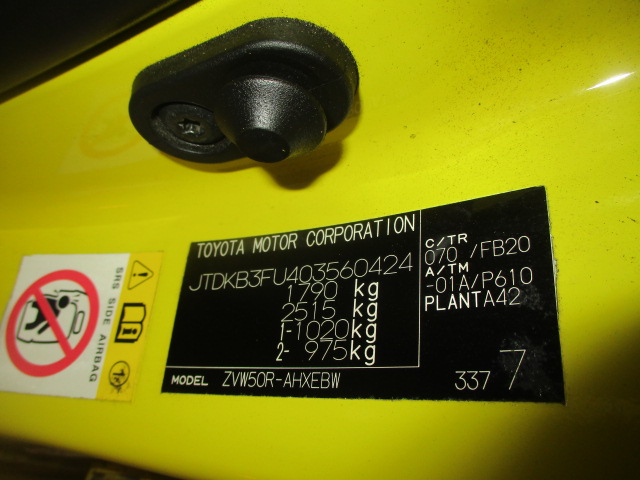 TOYOTA MOTOR CORPORATION
JTDKB3FU403560424
1790 kg
2515 kg
1-1020kg
2- 975kg
MODEL ZVW50R-AHXEBW
C/TR
070 /FB20
A/TM
-01A/P610
PLANTA42
337 7
SRS SIDE AIRBAG